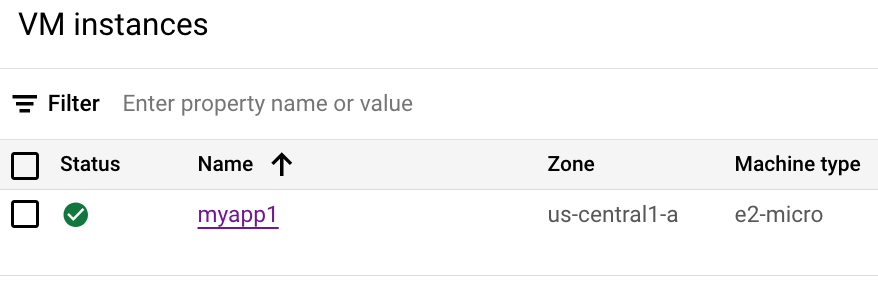 VM instances
Filter Enter property name or value
Status Name Zone Machine type
myapp1 us-central1-a e2-micro